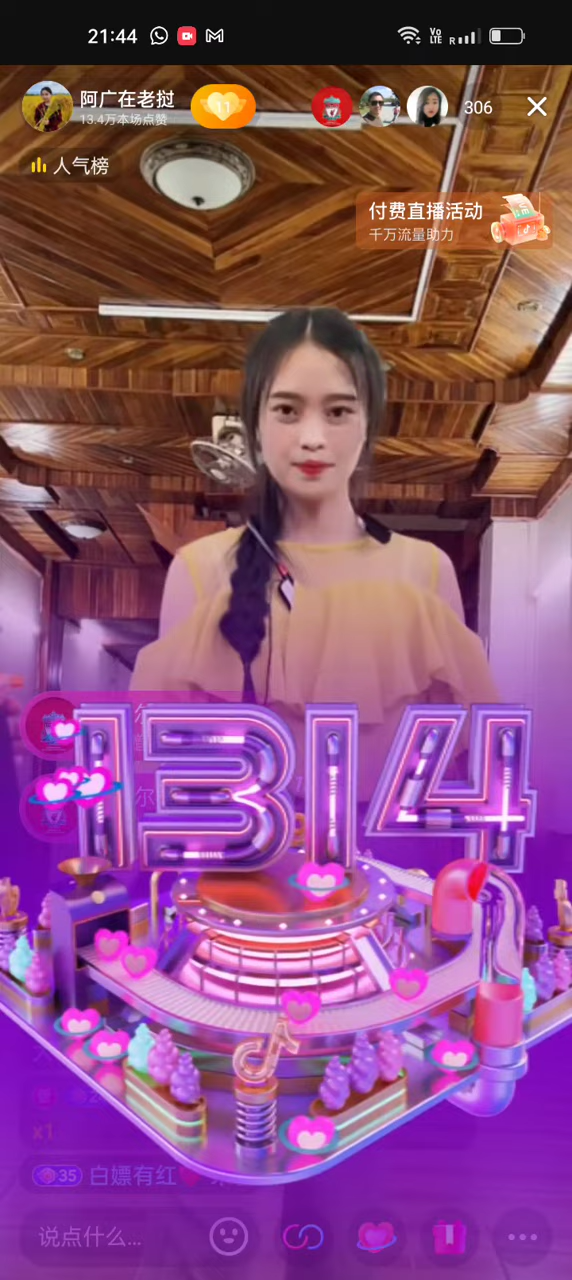 21:44
Vo
LTE
R
阿广在老挝
13.4万本场点赞
11
306
人气榜
付费直播活动
千万流量助力
1314
x1
35 白嫖有红
说点什么...